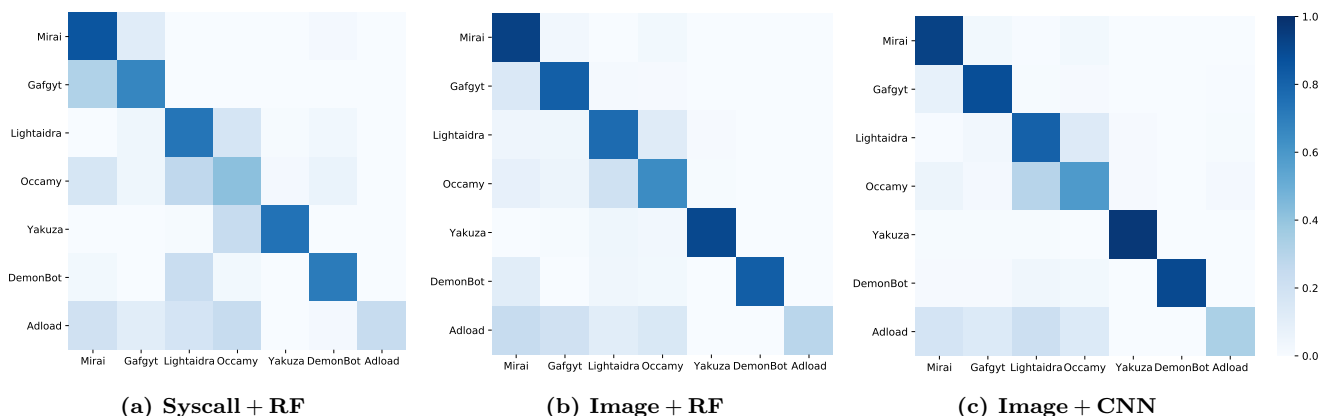 Mirai
Gafgyt
Lightaidra
Occamy
Yakuza
DemonBot
Adload
Mirai Gafgyt Lightaidra Occamy Yakuza DemonBot Adload
(a) Syscall + RF
Mirai
Gafgyt
Lightaidra
Occamy
Yakuza
DemonBot
Adload
Mirai Gafgyt Lightaidra Occamy Yakuza DemonBot Adload
(b) Image + RF
Mirai
Gafgyt
Lightaidra
Occamy
Yakuza
DemonBot
Adload
Mirai Gafgyt Lightaidra Occamy Yakuza DemonBot Adload
(c) Image + CNN
1.0
0.8
0.6
0.4
0.2
0.0